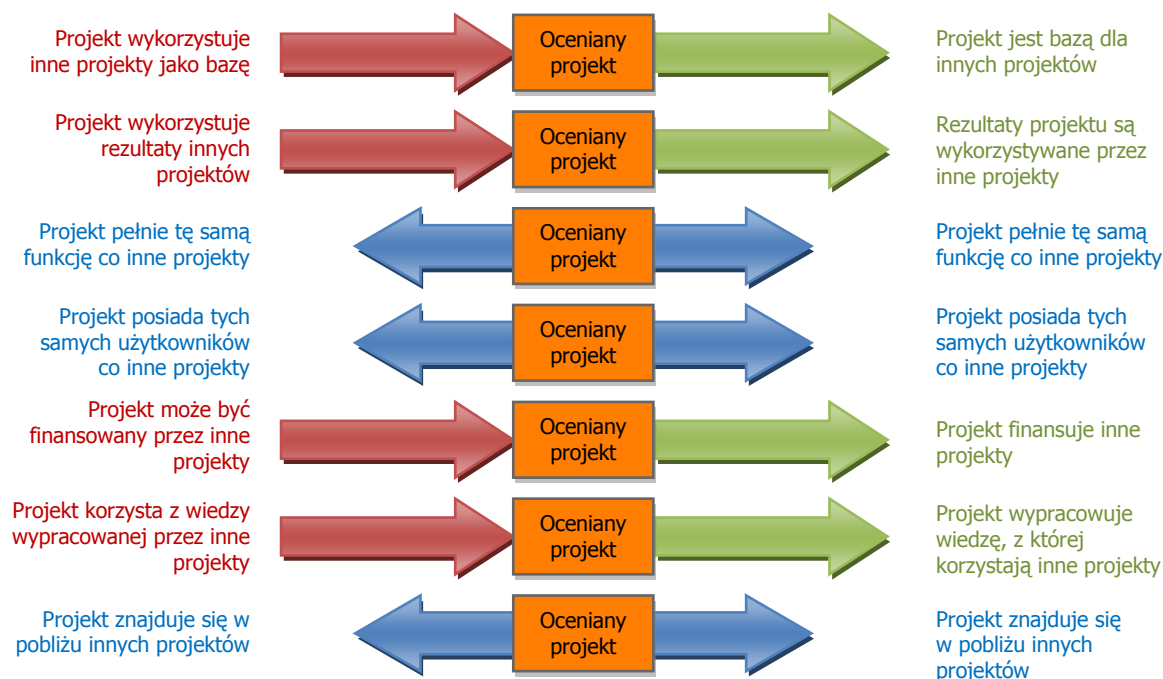 Projekt wykorzystuje
inne projekty jako bazę
Oceniany
projekt
Projekt jest bazą dla
innych projektów
Projekt wykorzystuje
rezultaty innych
projektów
Oceniany
projekt
Rezultaty projektu są
wykorzystywane przez
inne projekty
Projekt pełnie tę samą
funkcję co inne projekty
Oceniany
projekt
Projekt pełnie tę samą
funkcję co inne projekty
Projekt posiada tych
samych użytkowników
co inne projekty
Oceniany
projekt
Projekt posiada tych
samych użytkowników
co inne projekty
Projekt może być
finansowany przez inne
projekty
Oceniany
projekt
Projekt finansuje inne
projekty
Projekt korzysta z wiedzy
wypracowanej przez inne
projekty
Oceniany
projekt
Projekt wypracowuje
wiedzę, z której
korzystają inne projekty
Projekt znajduje się w
pobliżu innych projektów
Oceniany
projekt
Projekt znajduje się
w pobliżu innych
projektów